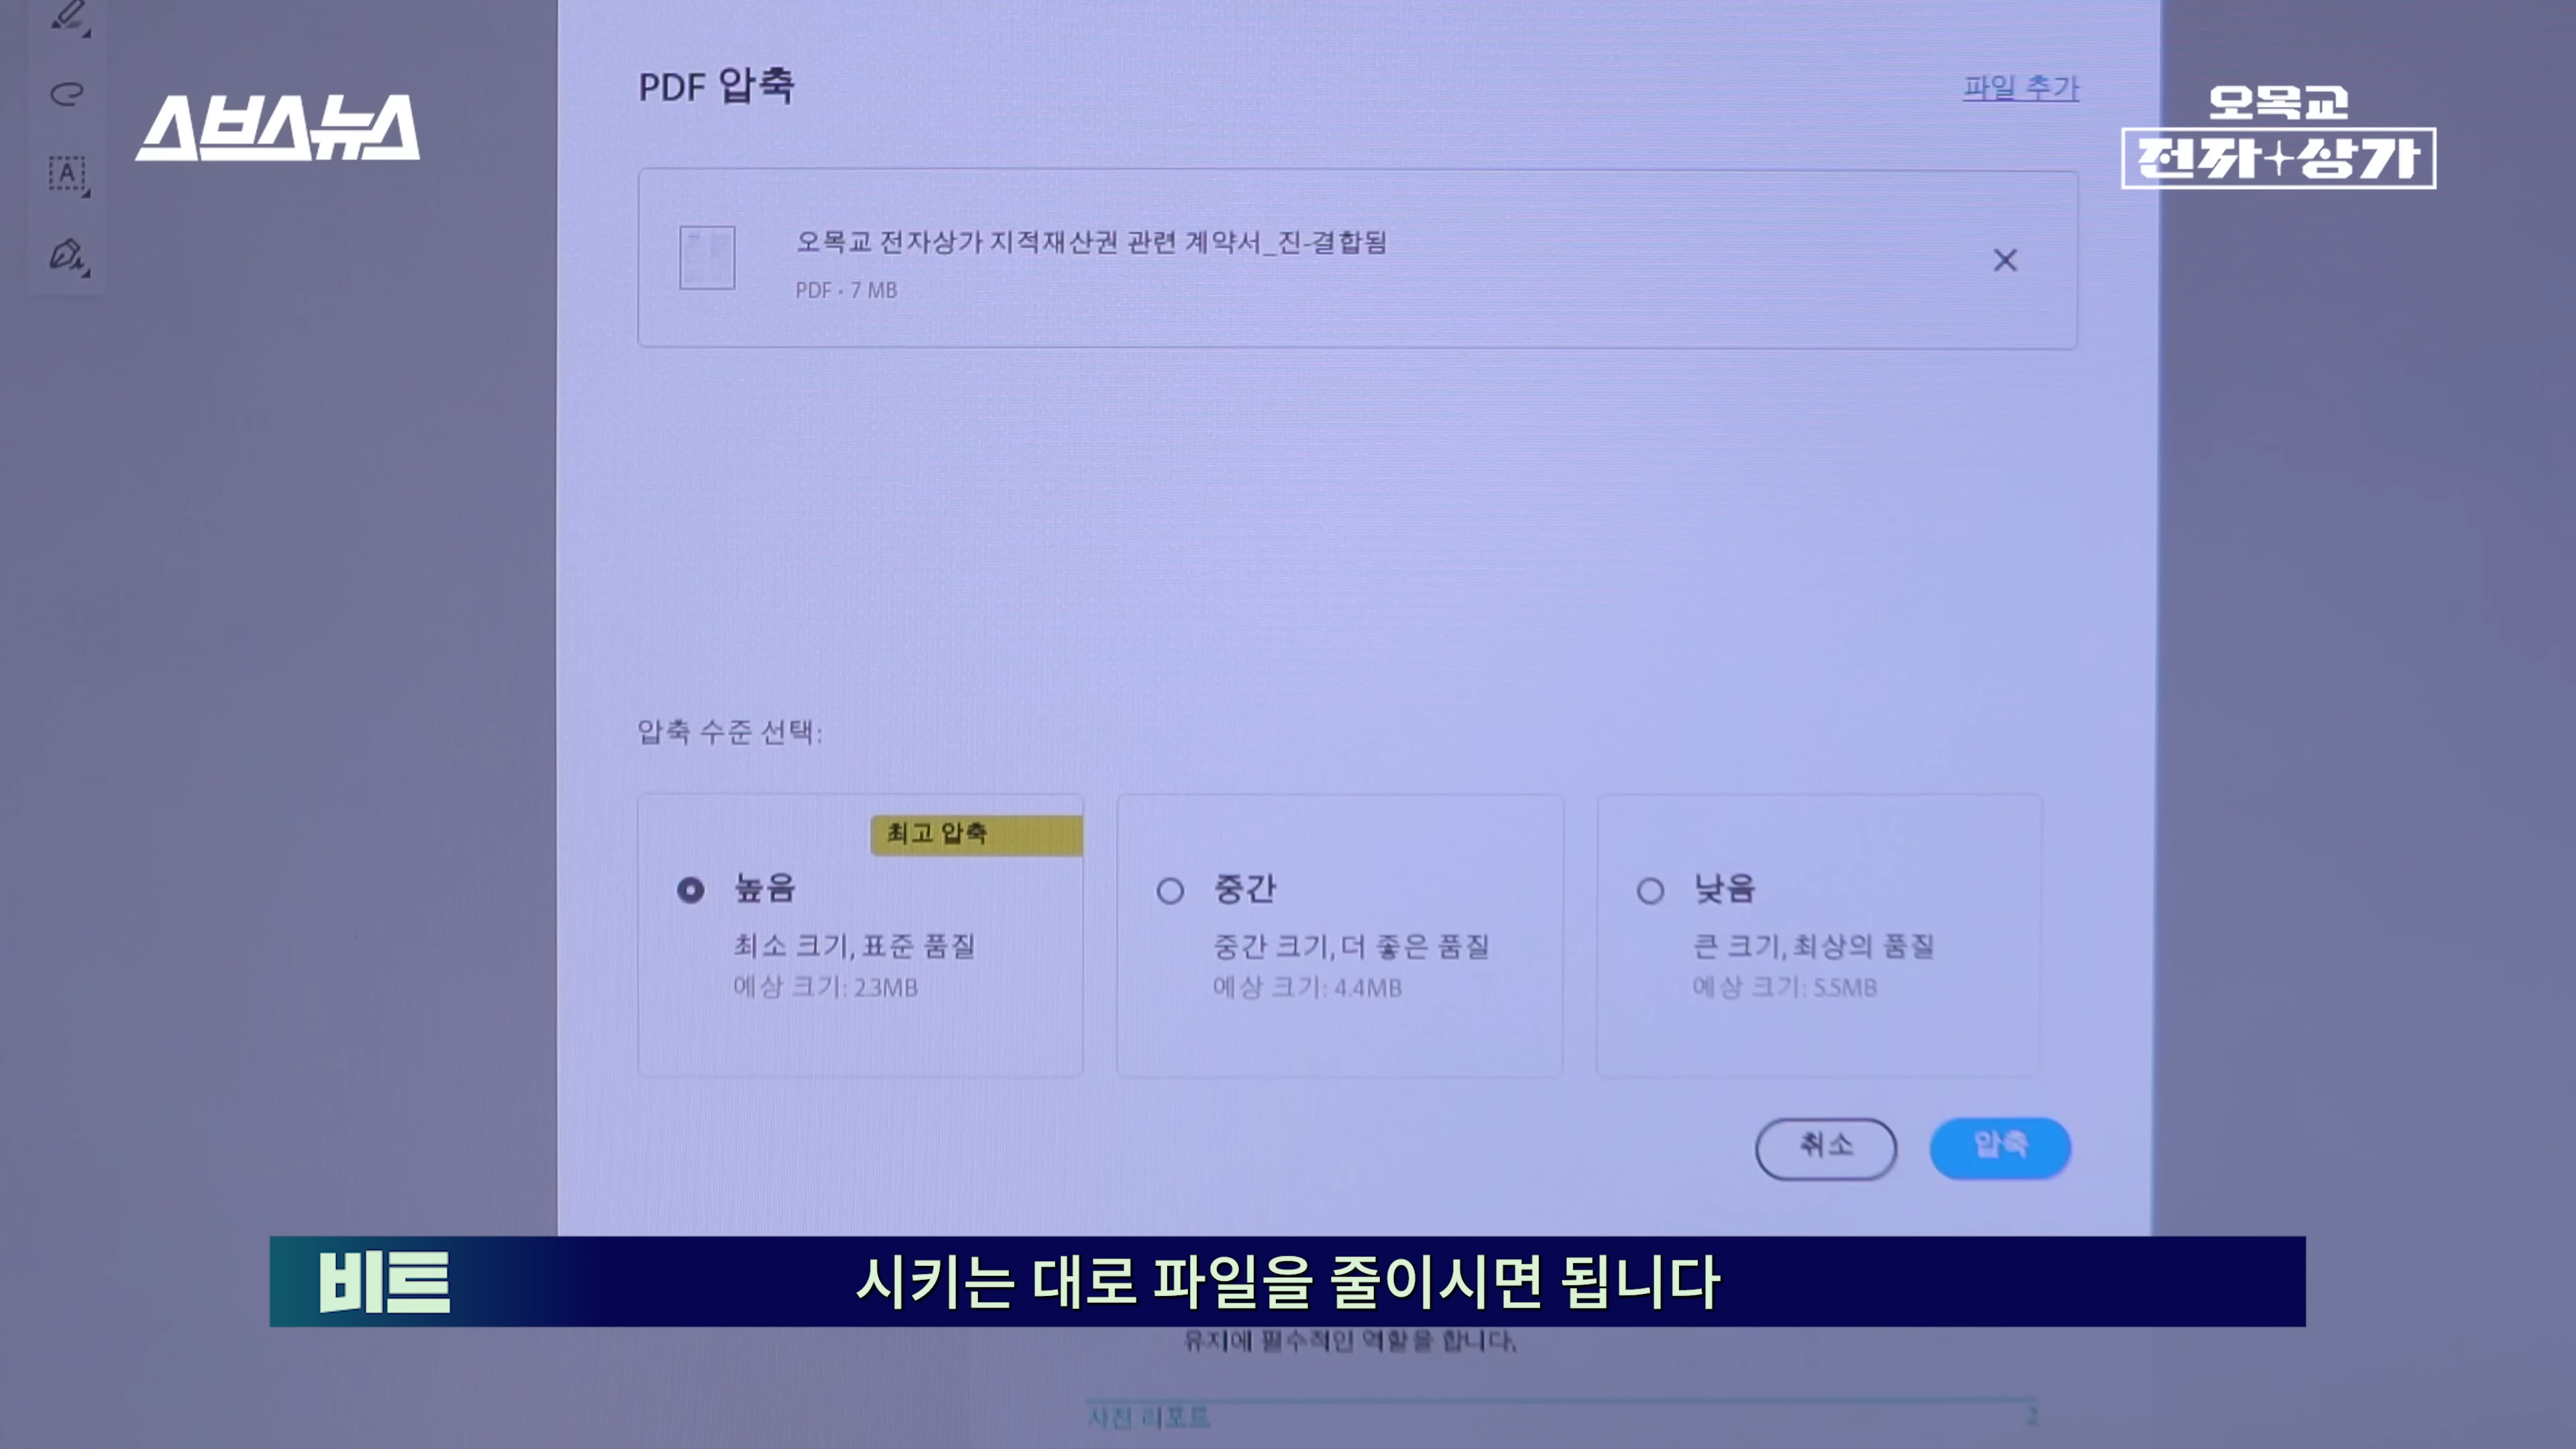 스브스뉴스
오목교
전자상가
PDF 압축
파일 추가
오목교 전자상가 지적재산권 관련 계약서_진-결합됨
PDF • 7 MB
압축 수준 선택:
최고 압축
높음
최소 크기, 표준 품질
예상 크기: 2.3MB
중간
중간 크기, 더 좋은 품질
예상 크기: 4.4MB
낮음
큰 크기, 최상의 품질
예상 크기: 5.5MB
취소
압축
비트
시키는 대로 파일을 줄이시면 됩니다
유지에 필수적인 역할을 합니다.
사전 리포트
2